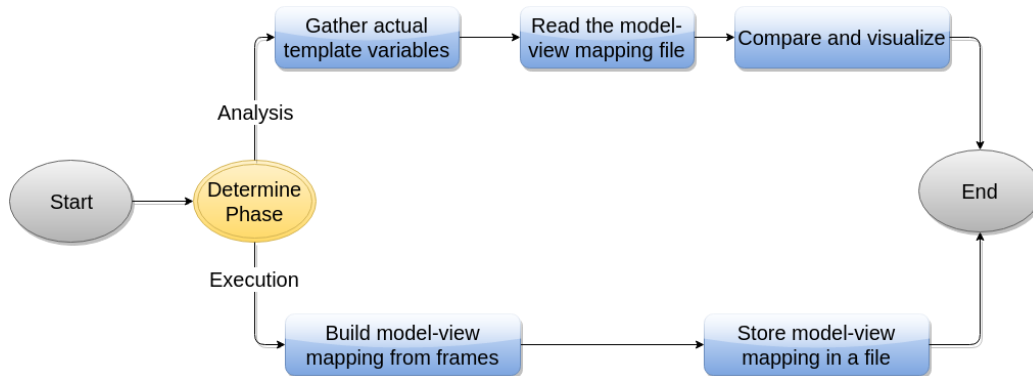 Gather actual
template variables
Read the model-
view mapping file
Compare and visualize
Analysis
Start
Determine
Phase
End
Execution
Build model-view
mapping from frames
Store model-view
mapping in a file